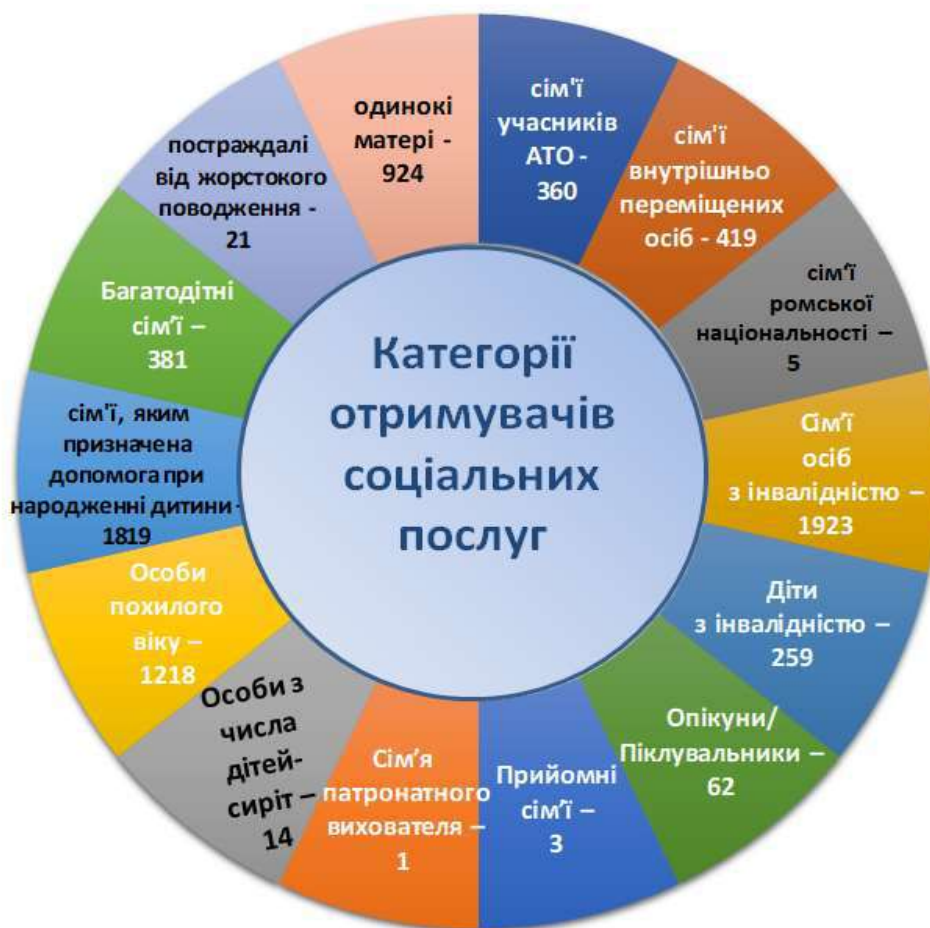 Категорії
отримувачів
соціальних
послуг
сім'ї
учасників
АТО -
360
сім'ї
внутрішньо
переміщених
осіб - 419
сім'ї
ромської
національності –
5
Сім'ї
осіб
з інвалідністю –
1923
Діти
з інвалідністю –
259
Опікуни/
Піклувальники –
62
Прийомні
сім'ї –
3
Сім'я
патронатного
вихователя –
1
Особи з
числа
дітей-
сиріт –
14
Особи
похилого
віку –
1218
сім'ї, яким
призначена
допомога при
народженні дитини -
1819
Багатодітні
сім'ї –
381
постраждалі
від жорстокого
поводження -
21
одинокі
матері -
924